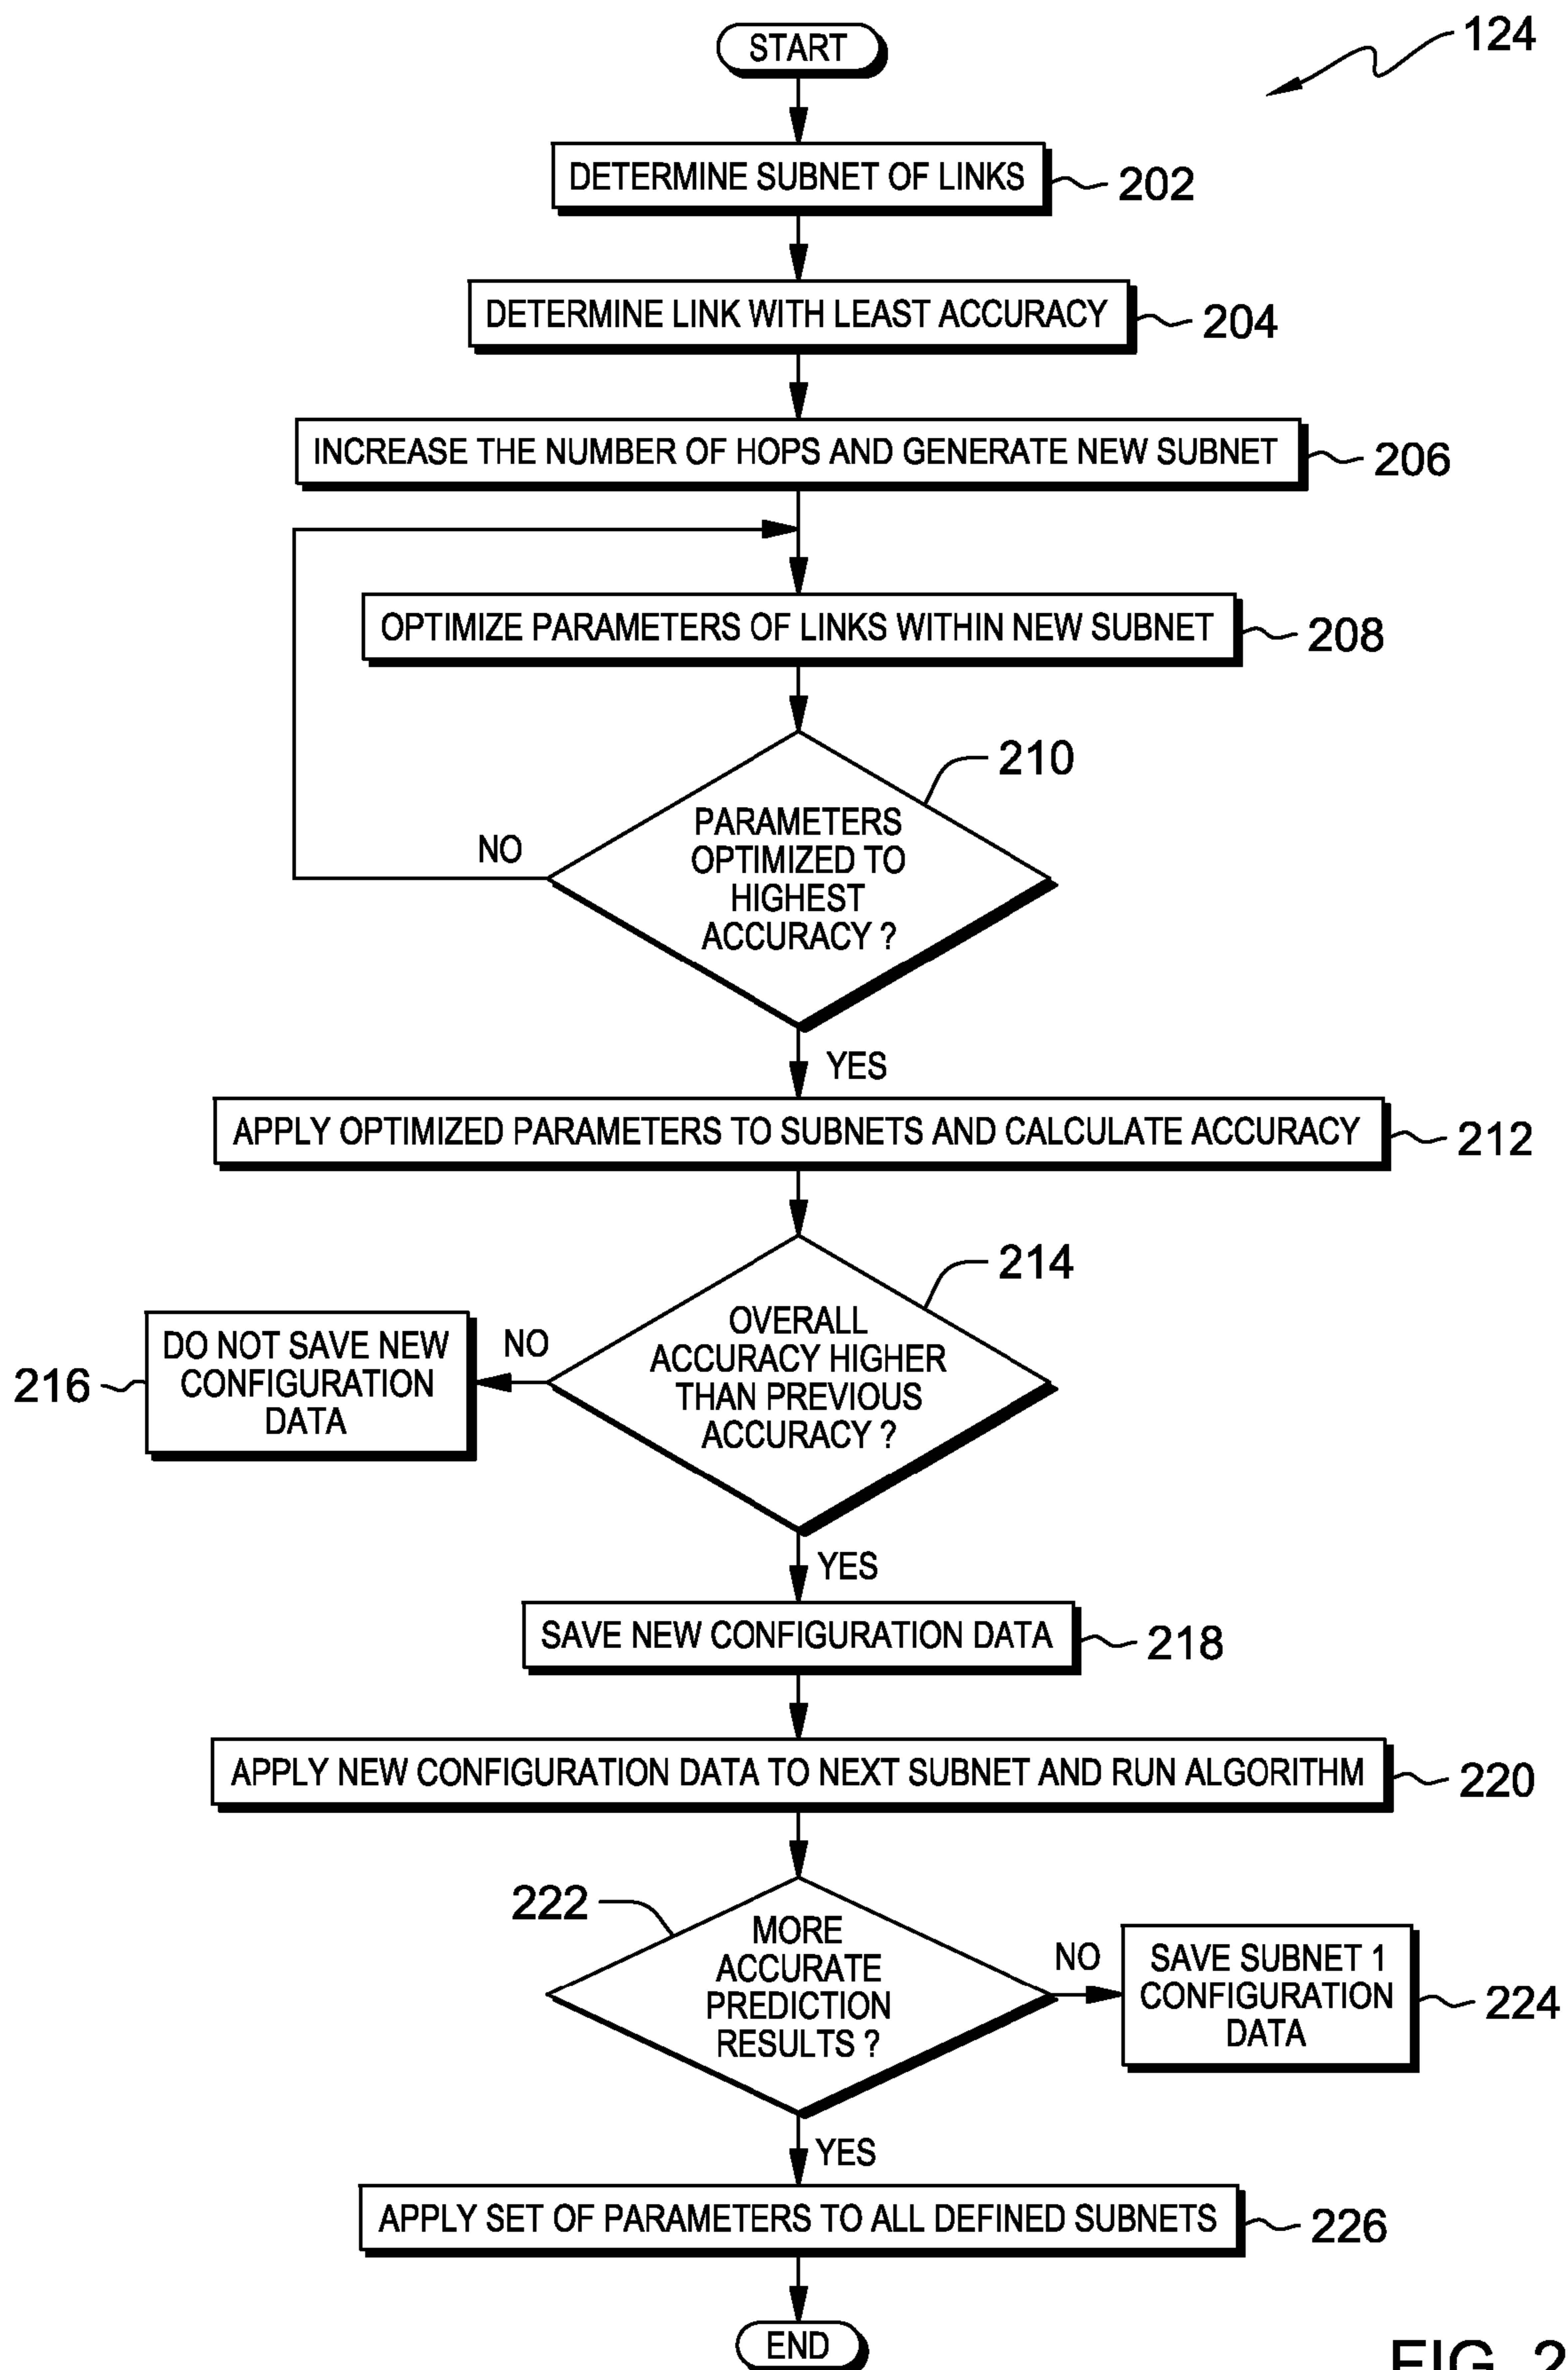 START
124
DETERMINE SUBNET OF LINKS
202
DETERMINE LINK WITH LEAST ACCURACY
204
INCREASE THE NUMBER OF HOPS AND GENERATE NEW SUBNET
206
OPTIMIZE PARAMETERS OF LINKS WITHIN NEW SUBNET
208
210
PARAMETERS
OPTIMIZED TO
HIGHEST
ACCURACY ?
NO
YES
APPLY OPTIMIZED PARAMETERS TO SUBNETS AND CALCULATE ACCURACY
212
214
OVERALL
ACCURACY HIGHER
THAN PREVIOUS
ACCURACY ?
NO
DO NOT SAVE NEW
CONFIGURATION
DATA
216
YES
SAVE NEW CONFIGURATION DATA
218
APPLY NEW CONFIGURATION DATA TO NEXT SUBNET AND RUN ALGORITHM
220
222
MORE
ACCURATE
PREDICTION
RESULTS ?
NO
SAVE SUBNET 1
CONFIGURATION
DATA
224
YES
APPLY SET OF PARAMETERS TO ALL DEFINED SUBNETS
226
END
FIG. 2